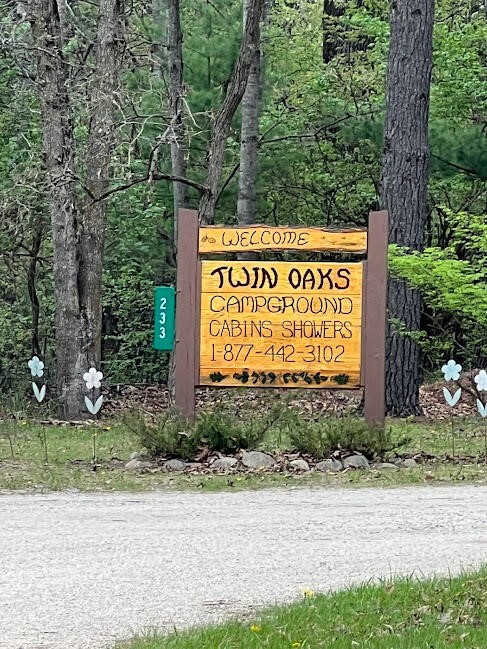 WELCOME
TWIN OAKS
CAMPGROUND
CABINS SHOWERS
1-877-442-3102
233